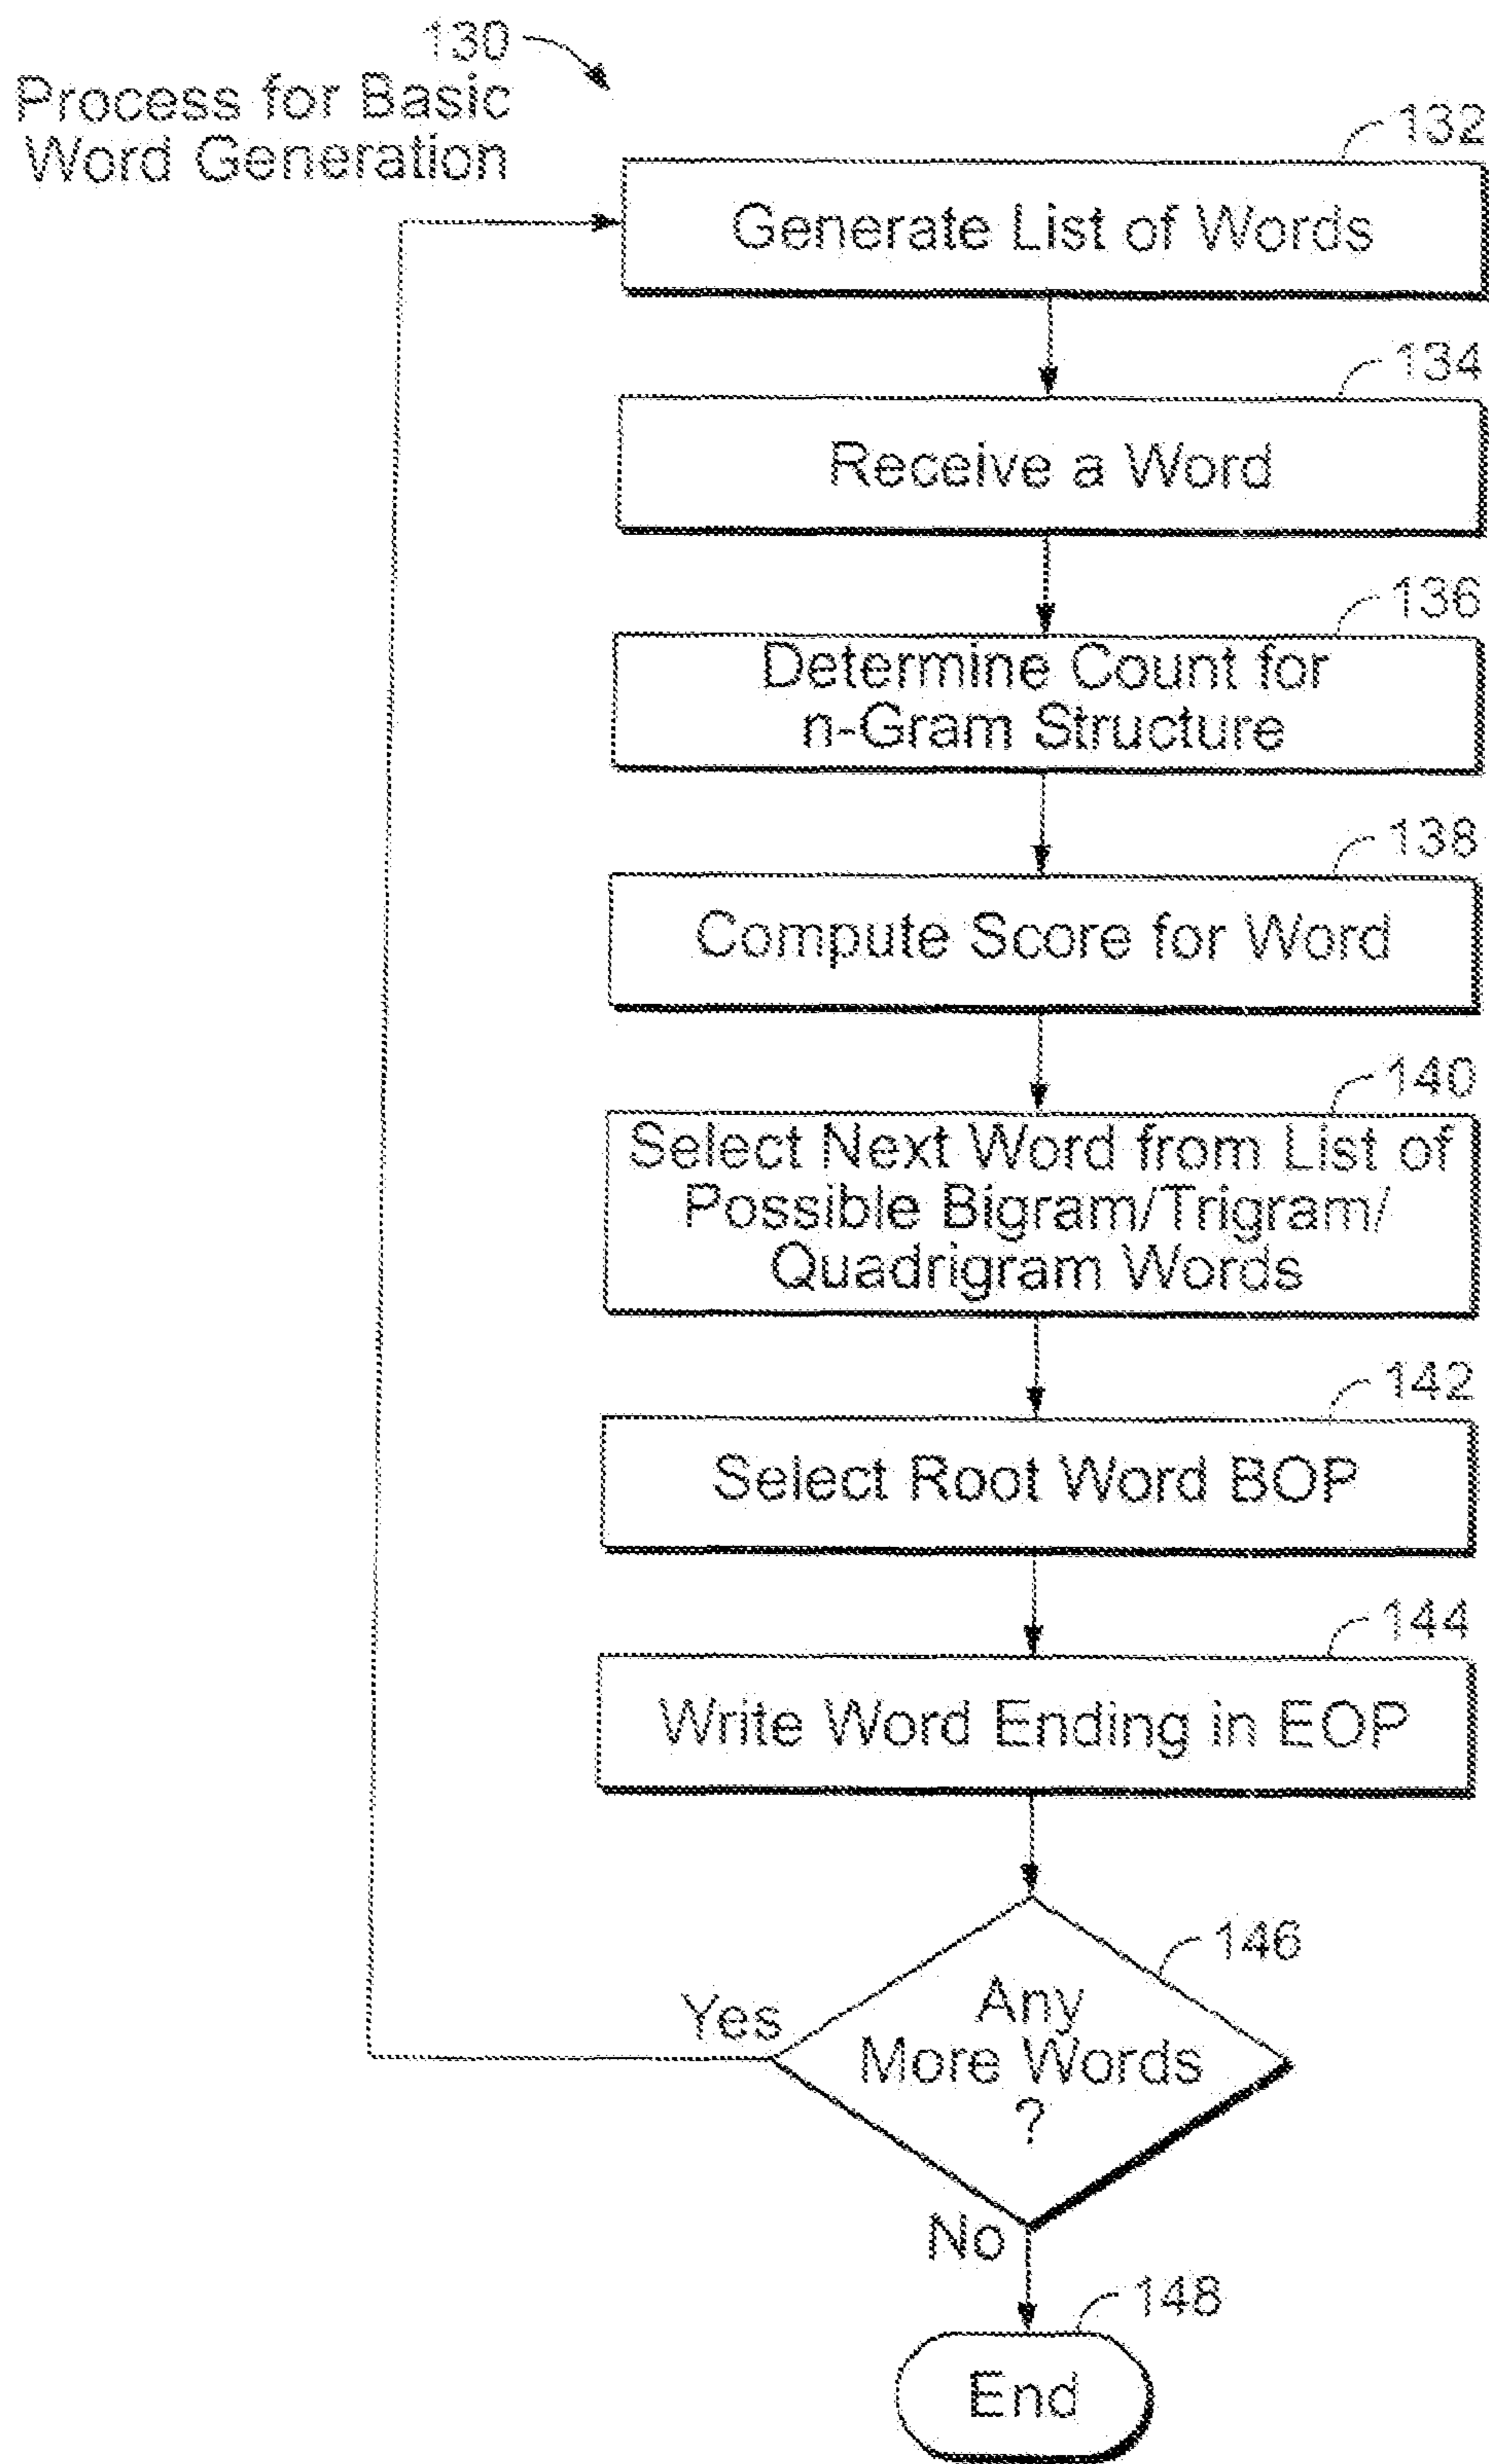 130
Process for Basic
Word Generation
132
Generate List of Words
134
Receive a Word
136
Determine Count for
n-Gram Structure
138
Compute Score for Word
140
Select Next Word from List of
Possible Bigram/Trigram/
Quadrigram Words
142
Select Root Word BOP
144
Write Word Ending in EOP
146
Any
More Words
?
Yes
No
148
End